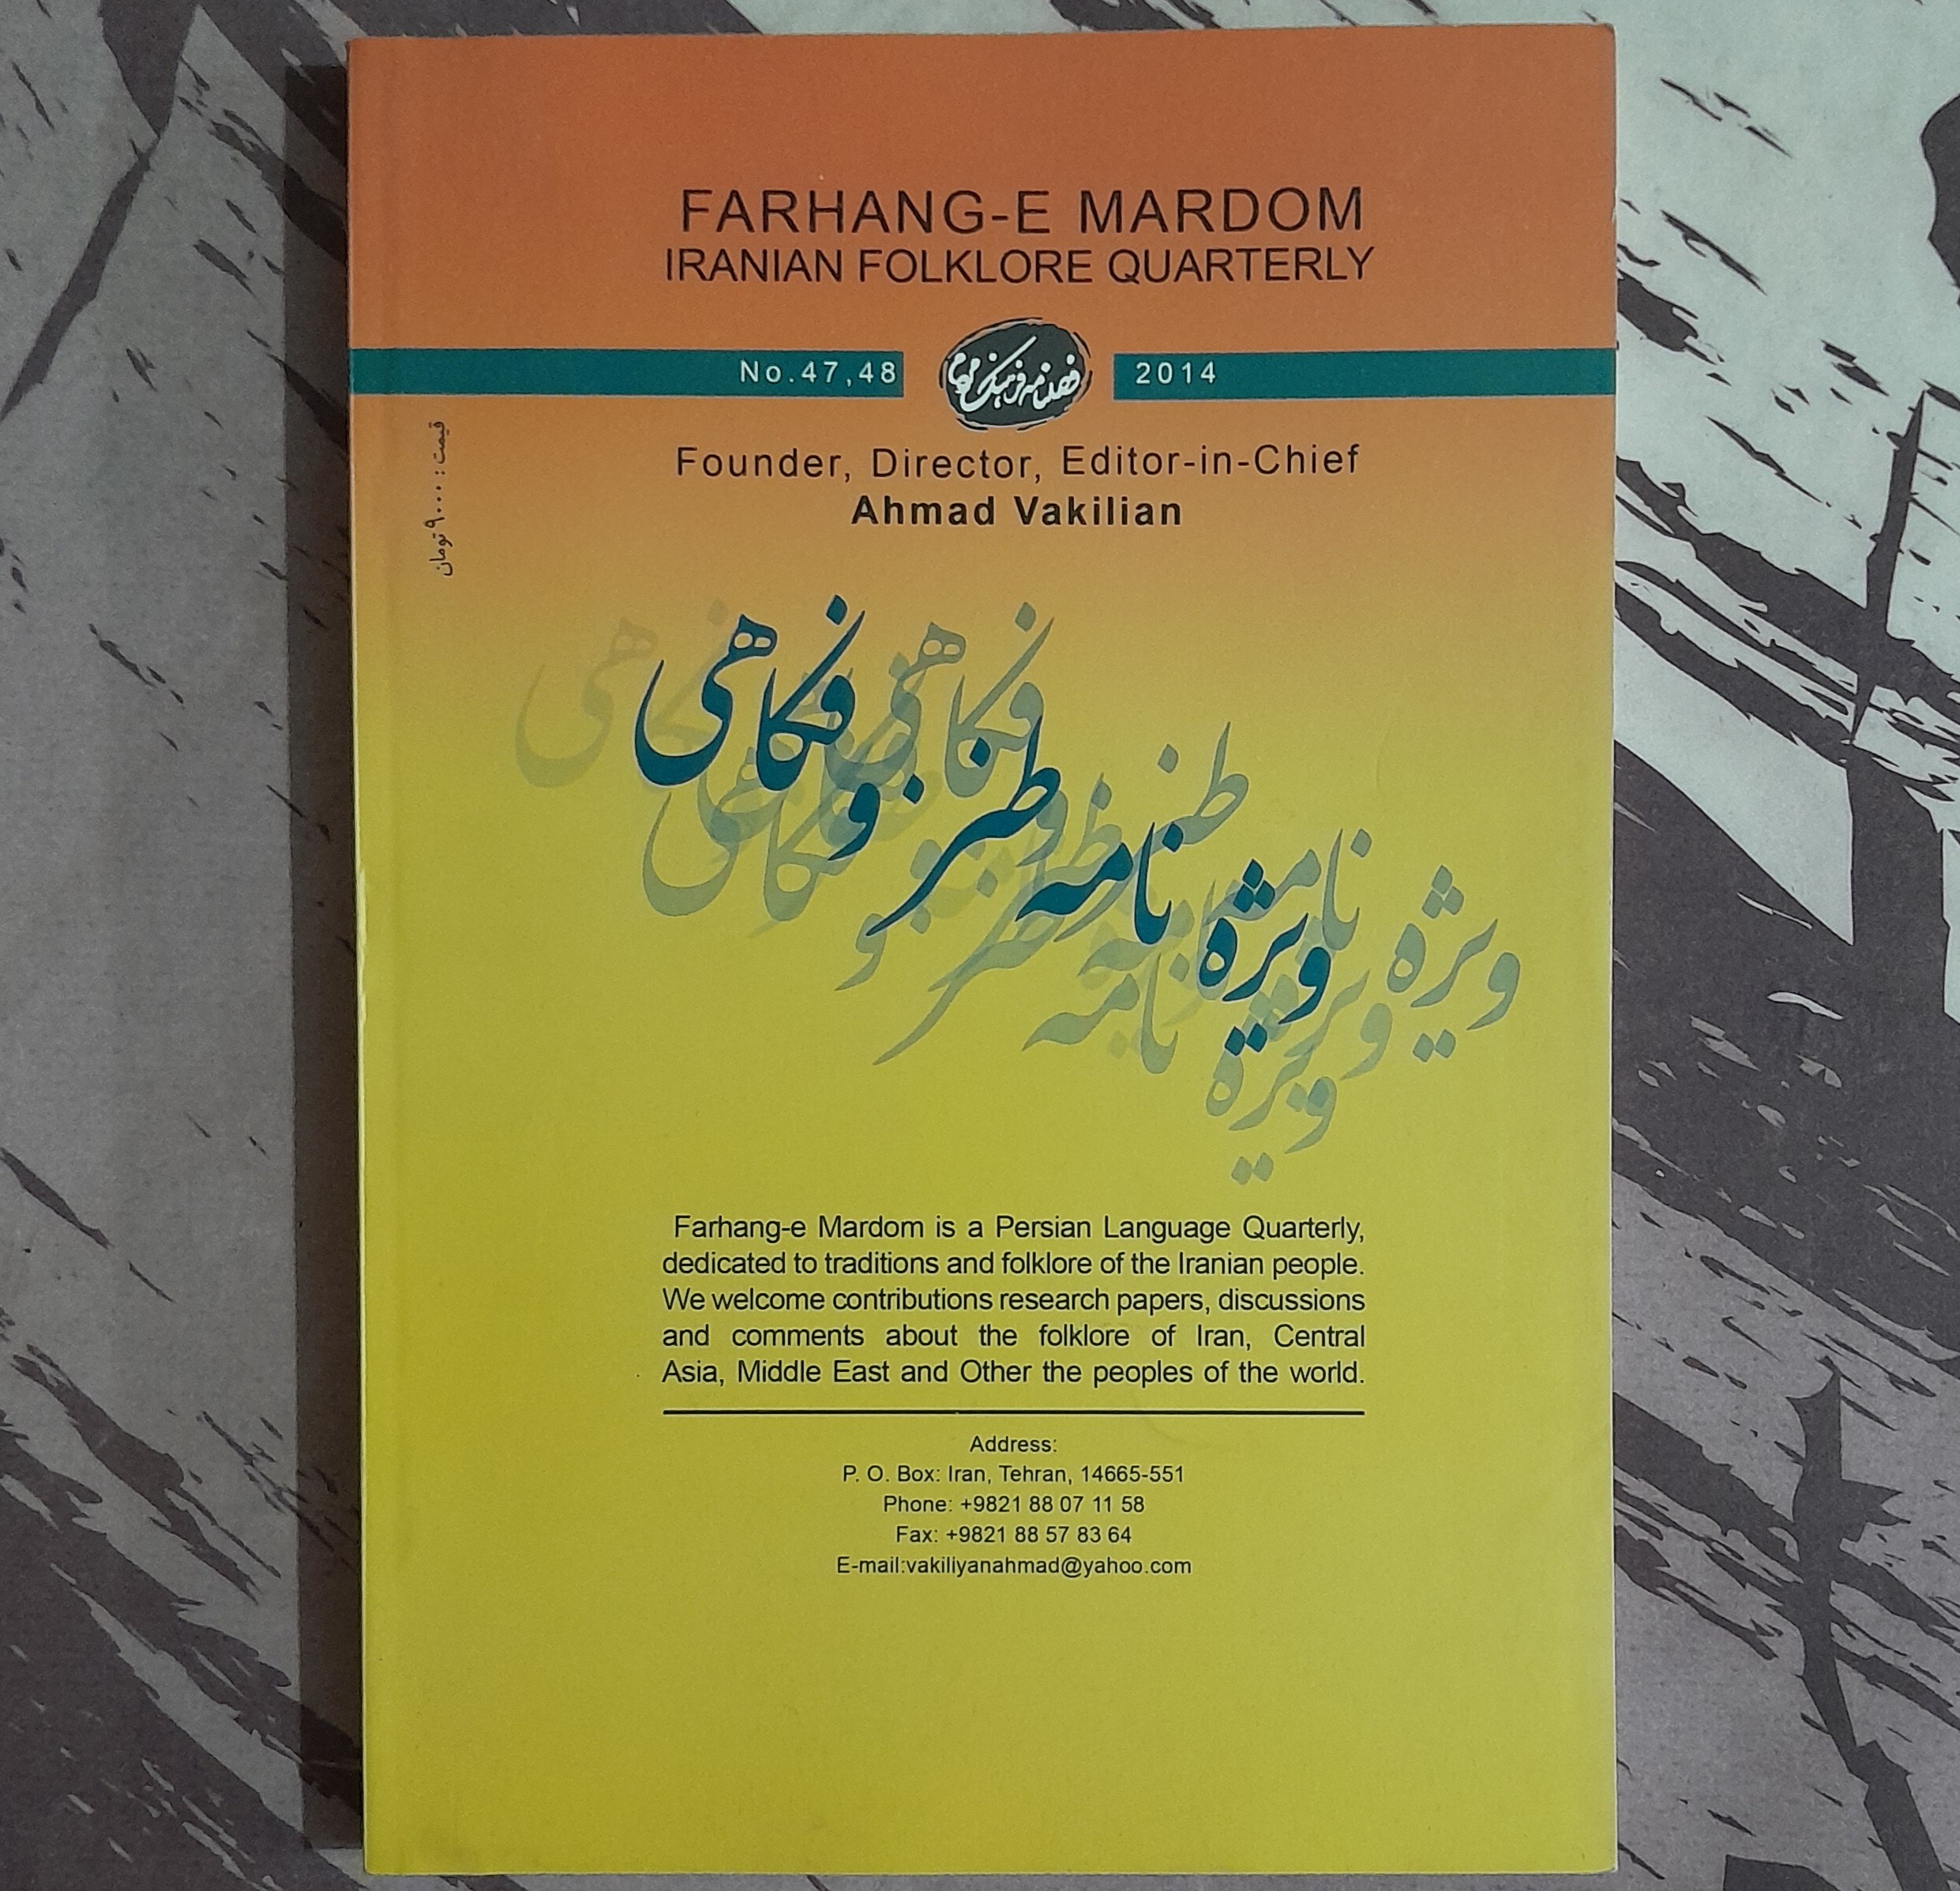 FARHANG-E MARDOM
IRANIAN FOLKLORE QUARTERLY
No.47,48
فصلنامه فرهنگ مردم
2014
قیمت: ۹۰۰۰ تومان
Founder, Director, Editor-in-Chief
Ahmad Vakilian
ویژه نامه طنز و فکاهی
Farhang-e Mardom is a Persian Language Quarterly,
dedicated to traditions and folklore of the Iranian people.
We welcome contributions research papers, discussions
and comments about the folklore of Iran, Central
Asia, Middle East and Other the peoples of the world.
Address:
P. O. Box: Iran, Tehran, 14665-551
Phone: +9821 88 07 11 58
Fax: +9821 88 57 83 64
E-mail:vakiliyanahmad@yahoo.com